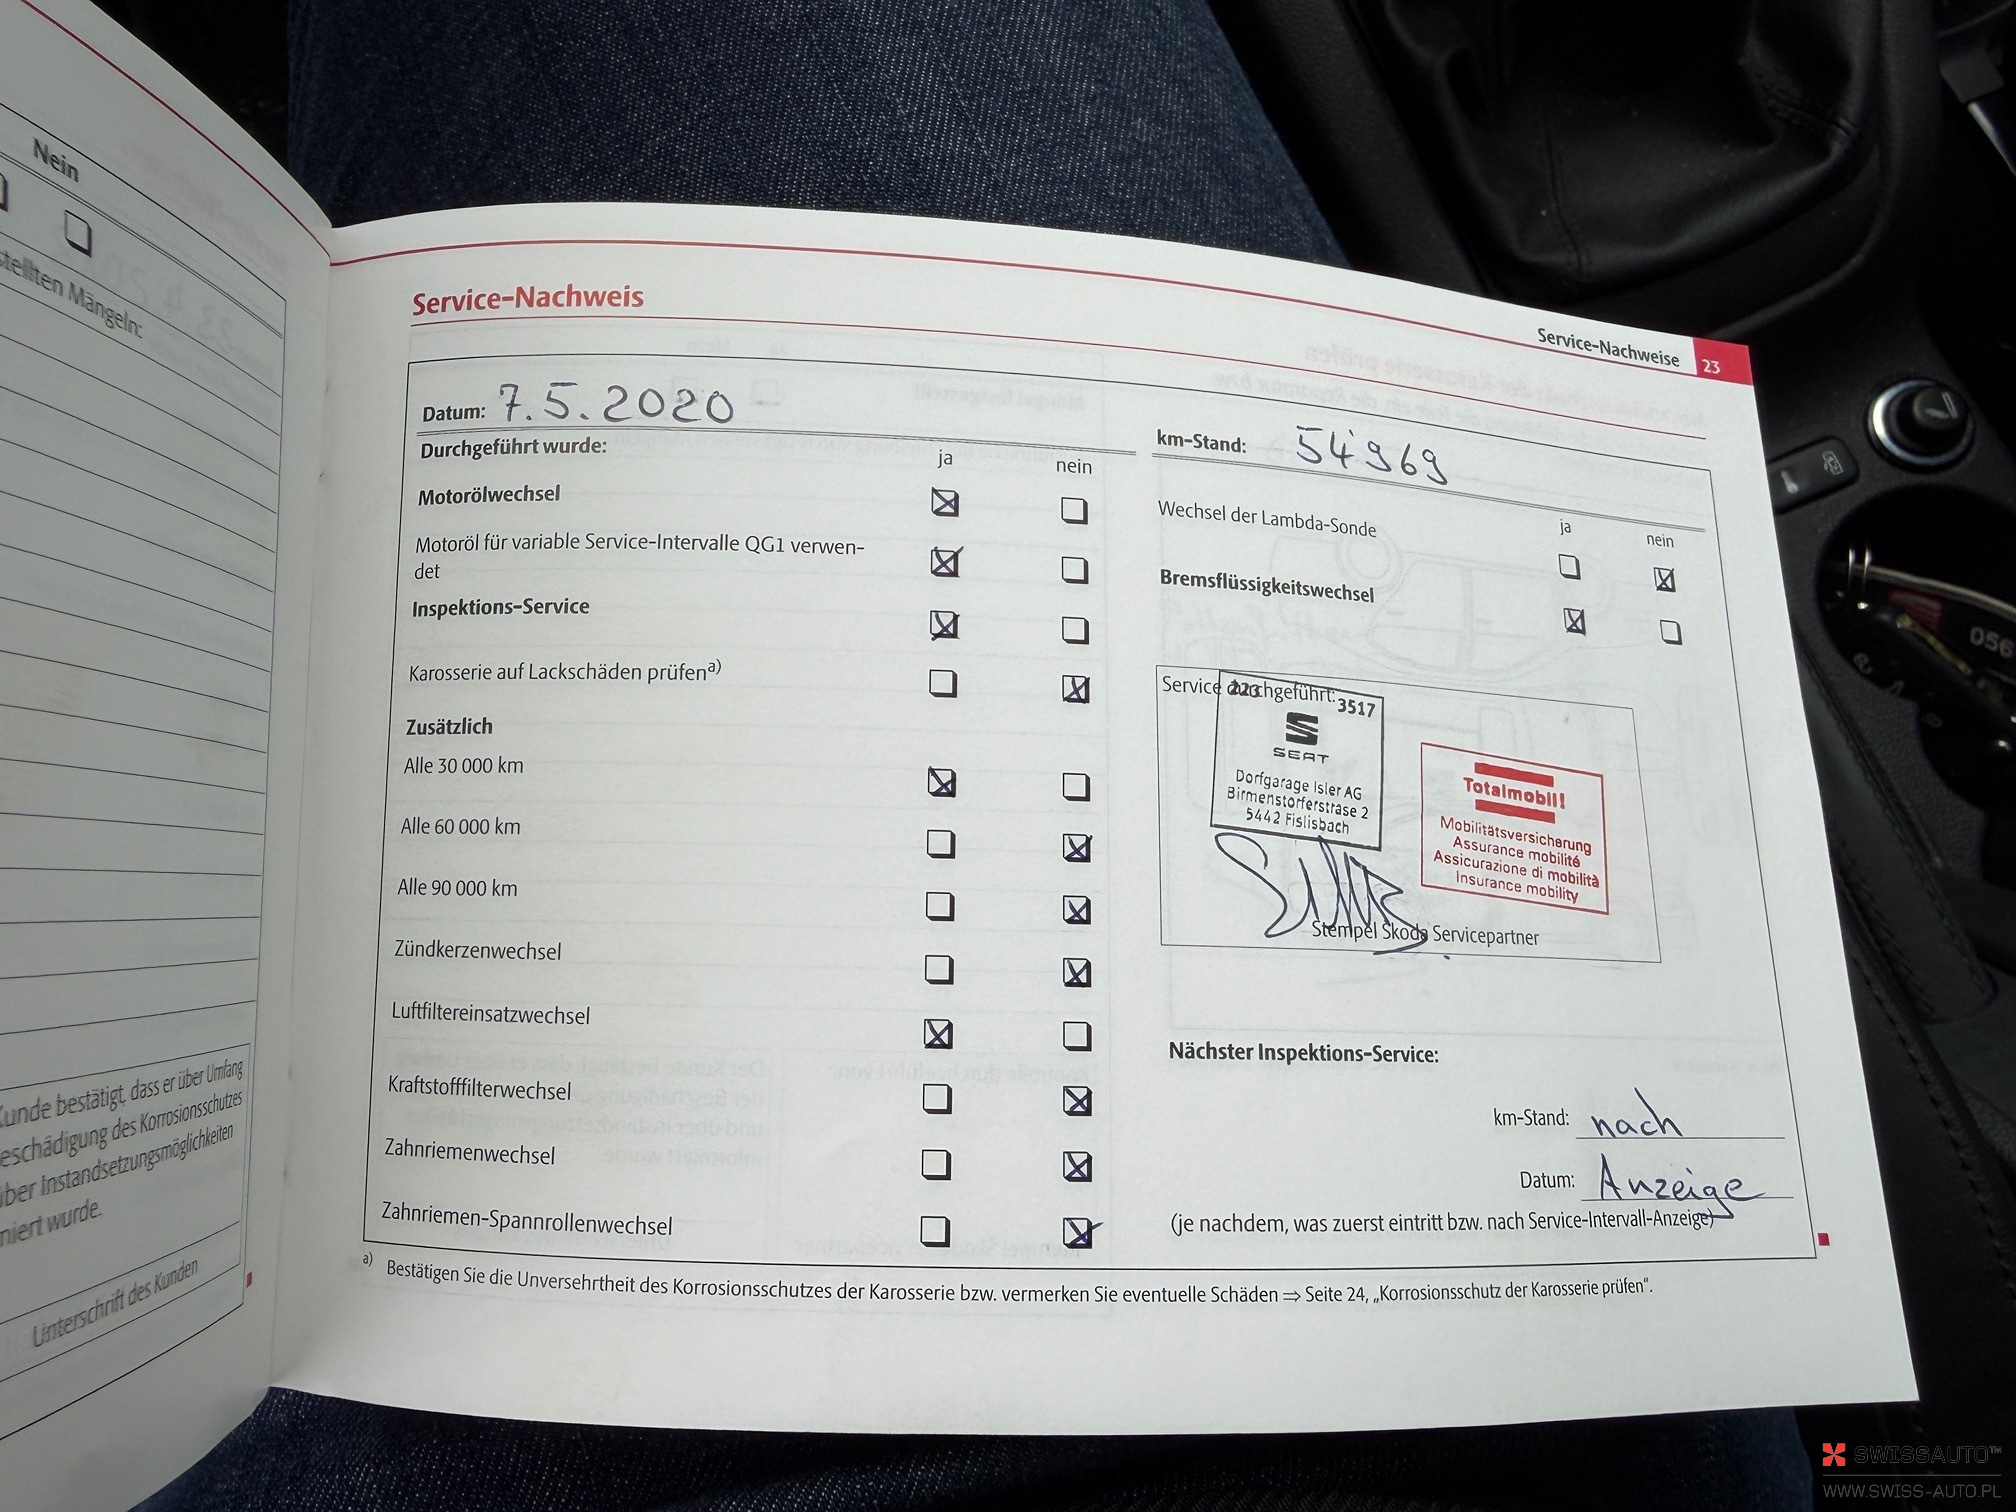 Nein
stellten Mängeln:
Kunde bestätigt, dass er über Umfang
eschädigung des Korrosionsschutzes
über Instandsetzungsmöglichkeiten
miert wurde.
Unterschrift des Kunden
Service-Nachweise 23
Service-Nachweis
Datum: 7.5.2020
Durchgeführt wurde:
ja nein
Motorölwechsel
Motoröl für variable Service-Intervalle QG1 verwen-
det
Inspektions-Service
Karosserie auf Lackschäden prüfen a)
Zusätzlich
Alle 30 000 km
Alle 60 000 km
Alle 90 000 km
Zündkerzenwechsel
Luftfiltereinsatzwechsel
Kraftstofffilterwechsel
Zahnriemenwechsel
Zahnriemen-Spannrollenwechsel
km-Stand: 54'969
ja nein
Wechsel der Lambda-Sonde
Bremsflüssigkeitswechsel
Service durchgeführt:
223 3517
SEAT
Dorfgarage Isler AG
Birmenstorferstrase 2
5442 Fislisbach
Totalmobil!
Mobilitätsversicherung
Assurance mobilité
Assicurazione di mobilità
Insurance mobility
Stempel Skoda Servicepartner
Nächster Inspektions-Service:
km-Stand: nach
Datum: Anzeige
(je nachdem, was zuerst eintritt bzw. nach Service-Intervall-Anzeige)
a) Bestätigen Sie die Unversehrtheit des Korrosionsschutzes der Karosserie bzw. vermerken Sie eventuelle Schäden ⇒ Seite 24, „Korrosionsschutz der Karosserie prüfen“.
056
SWISSAUTO™
WWW.SWISS-AUTO.PL